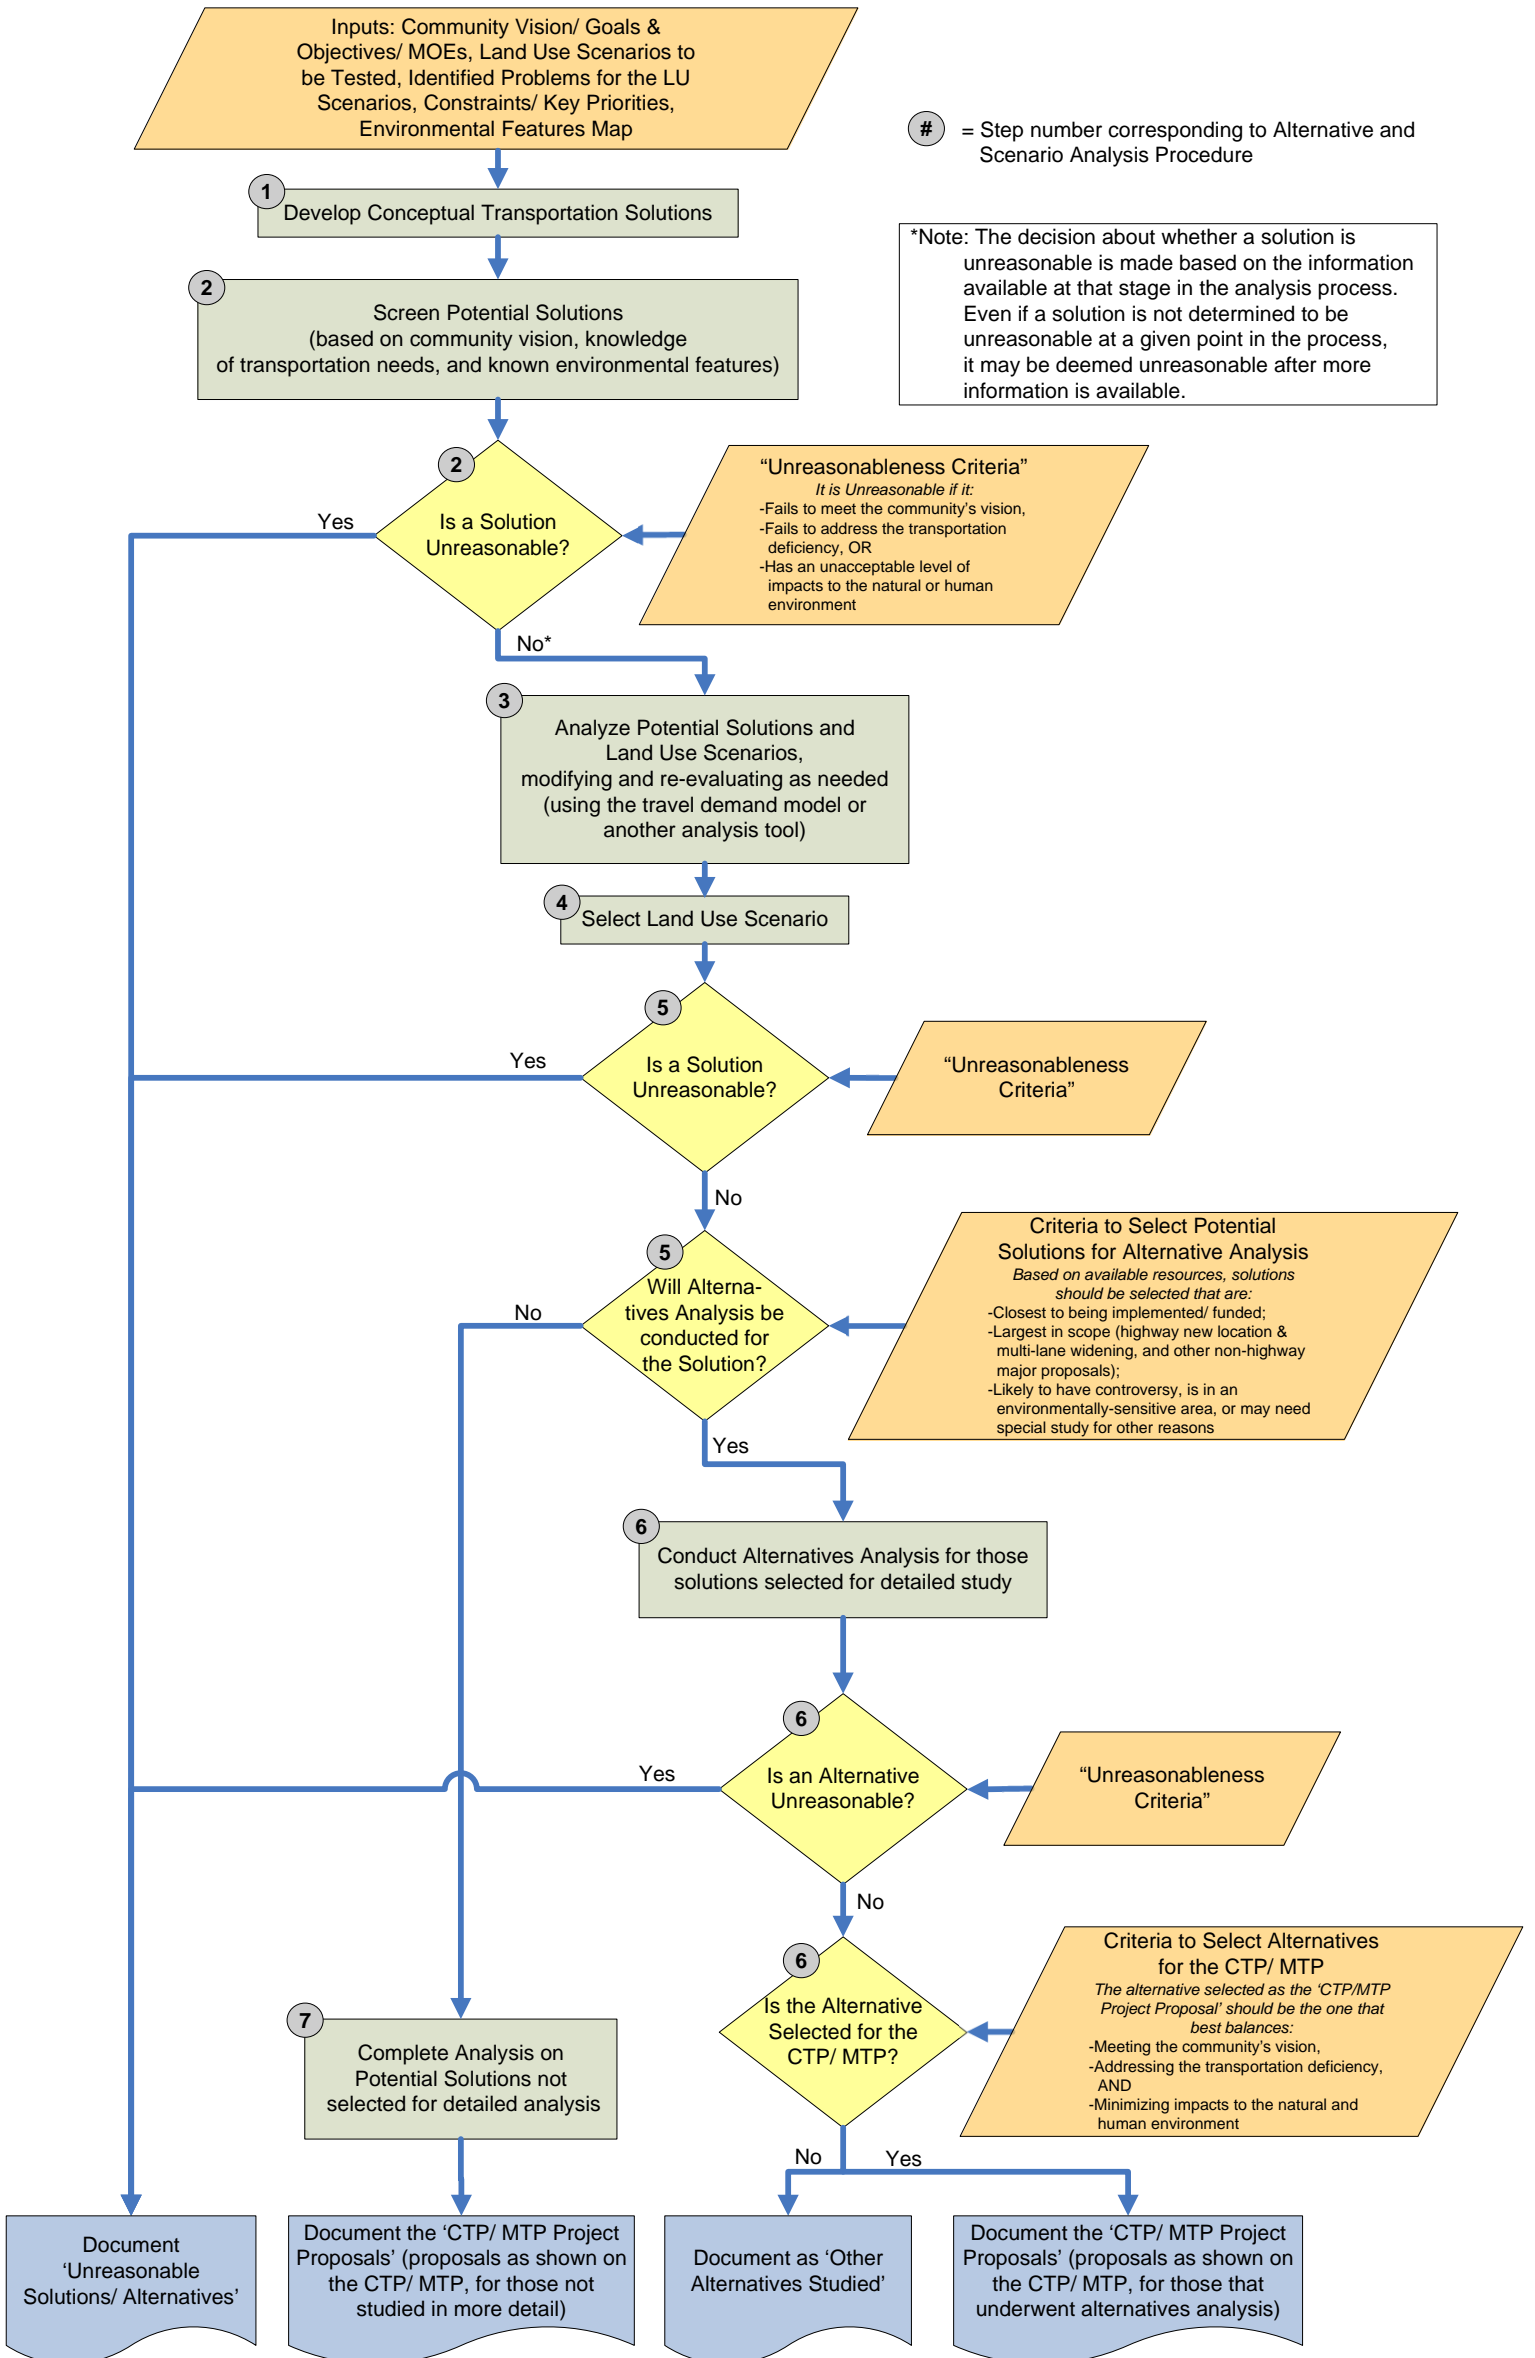 Inputs: Community Vision/ Goals &
Objectives/ MOEs, Land Use Scenarios to
be Tested, Identified Problems for the LU
Scenarios, Constraints/ Key Priorities,
Environmental Features Map
#
= Step number corresponding to Alternative and
Scenario Analysis Procedure
1
Develop Conceptual Transportation Solutions
*Note: The decision about whether a solution is
unreasonable is made based on the information
available at that stage in the analysis process.
Even if a solution is not determined to be
unreasonable at a given point in the process,
it may be deemed unreasonable after more
information is available.
2
Screen Potential Solutions
(based on community vision, knowledge
of transportation needs, and known environmental features)
2
Is a Solution
Unreasonable?
Yes
“Unreasonableness Criteria”
It is Unreasonable if it:
-Fails to meet the community’s vision,
-Fails to address the transportation
deficiency, OR
-Has an unacceptable level of
impacts to the natural or human
environment
No*
3
Analyze Potential Solutions and
Land Use Scenarios,
modifying and re-evaluating as needed
(using the travel demand model or
another analysis tool)
4
Select Land Use Scenario
5
Is a Solution
Unreasonable?
Yes
“Unreasonableness
Criteria”
No
5
Will Alterna-
tives Analysis be
conducted for
the Solution?
No
Criteria to Select Potential
Solutions for Alternative Analysis
Based on available resources, solutions
should be selected that are:
-Closest to being implemented/ funded;
-Largest in scope (highway new location &
multi-lane widening, and other non-highway
major proposals);
-Likely to have controversy, is in an
environmentally-sensitive area, or may need
special study for other reasons
Yes
6
Conduct Alternatives Analysis for those
solutions selected for detailed study
6
Is an Alternative
Unreasonable?
Yes
“Unreasonableness
Criteria”
No
6
Is the Alternative
Selected for the
CTP/ MTP?
Criteria to Select Alternatives
for the CTP/ MTP
The alternative selected as the ‘CTP/MTP
Project Proposal’ should be the one that
best balances:
-Meeting the community’s vision,
-Addressing the transportation deficiency,
AND
-Minimizing impacts to the natural and
human environment
7
Complete Analysis on
Potential Solutions not
selected for detailed analysis
No
Yes
Document
‘Unreasonable
Solutions/ Alternatives’
Document the ‘CTP/ MTP Project
Proposals’ (proposals as shown on
the CTP/ MTP, for those not
studied in more detail)
Document as ‘Other
Alternatives Studied’
Document the ‘CTP/ MTP Project
Proposals’ (proposals as shown on
the CTP/ MTP, for those that
underwent alternatives analysis)